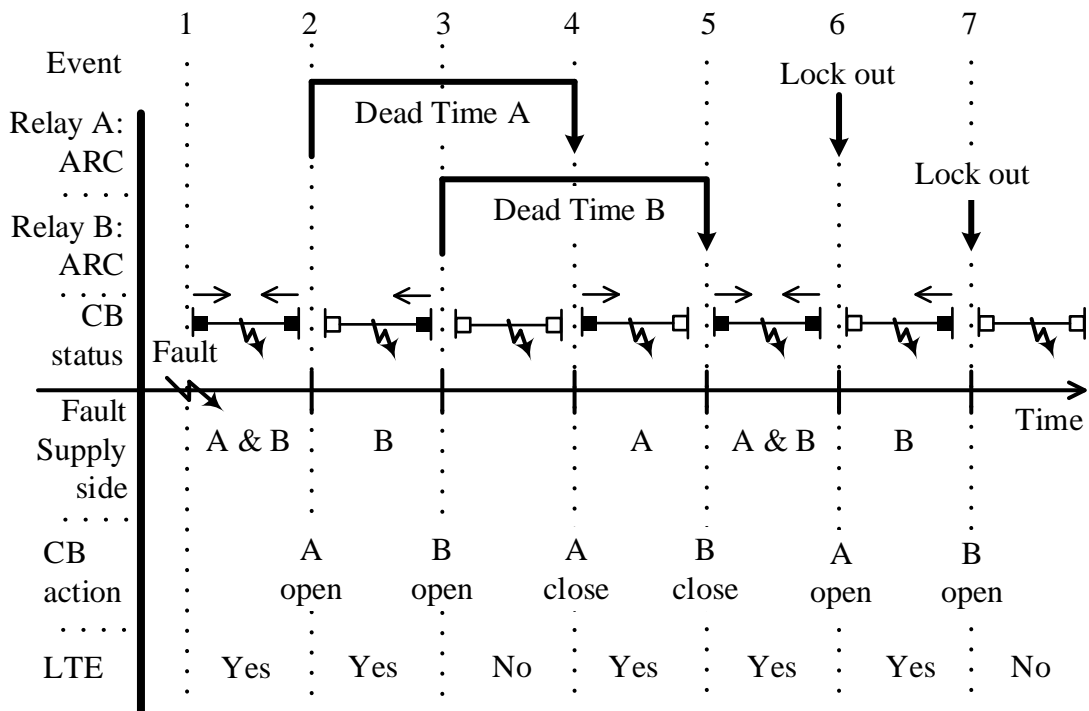 1 2 3 4 5 6 7
Event
Lock out
Dead Time A
Relay A:
ARC
. . . . .
Lock out
Dead Time B
Relay B:
ARC
. . . . .
CB
status
Fault
Time
Fault
Supply
side
A & B B A A & B B
. . . . .
CB
action
A B A B A B
open open close close open open
. . . . .
LTE Yes Yes No Yes Yes Yes No